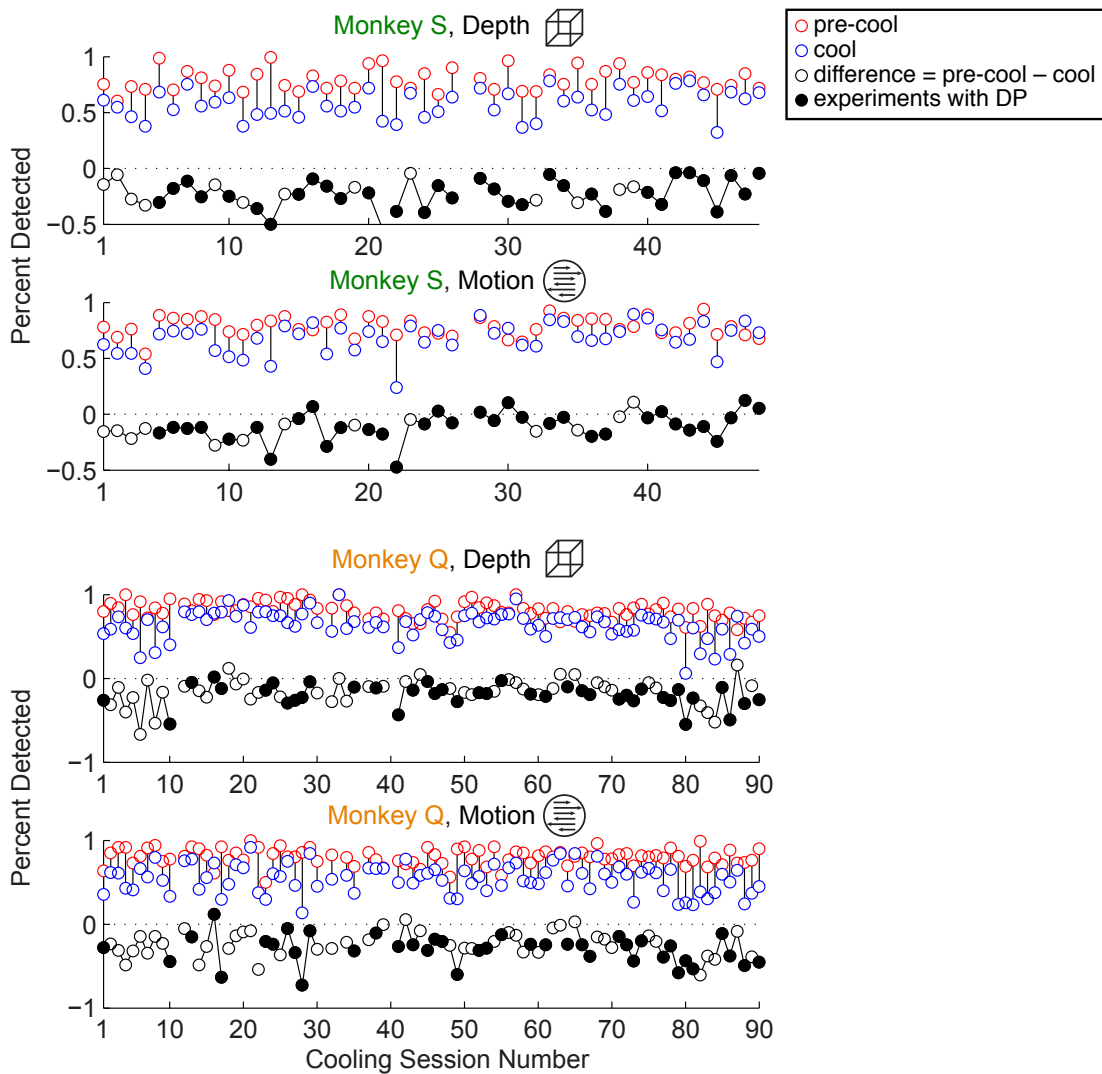 Monkey S, Depth
pre-cool
cool
difference = pre-cool – cool
experiments with DP
Percent Detected
1
0.5
0
−0.5
1 10 20 30 40
Monkey S, Motion
1
0.5
0
−0.5
1 10 20 30 40
Monkey Q, Depth
Percent Detected
1
0
−1
1 10 20 30 40 50 60 70 80 90
Monkey Q, Motion
1
0
−1
1 10 20 30 40 50 60 70 80 90
Cooling Session Number